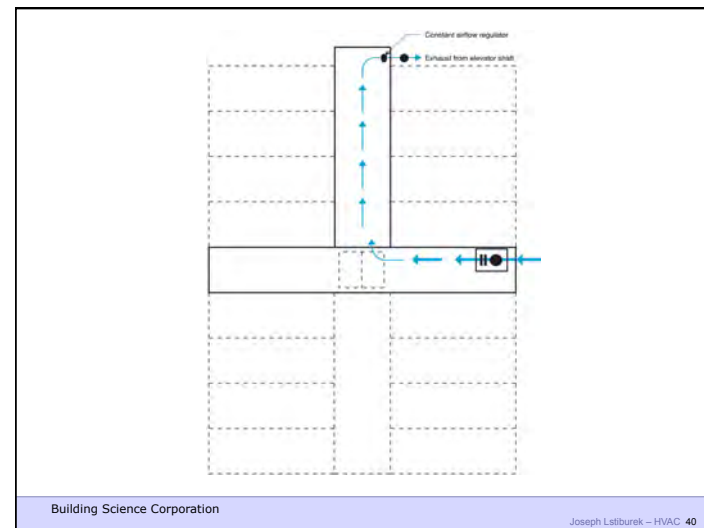 Constant airflow regulator
Exhaust from elevator shaft
Building Science Corporation
Joseph Lstiburek – HVAC 40